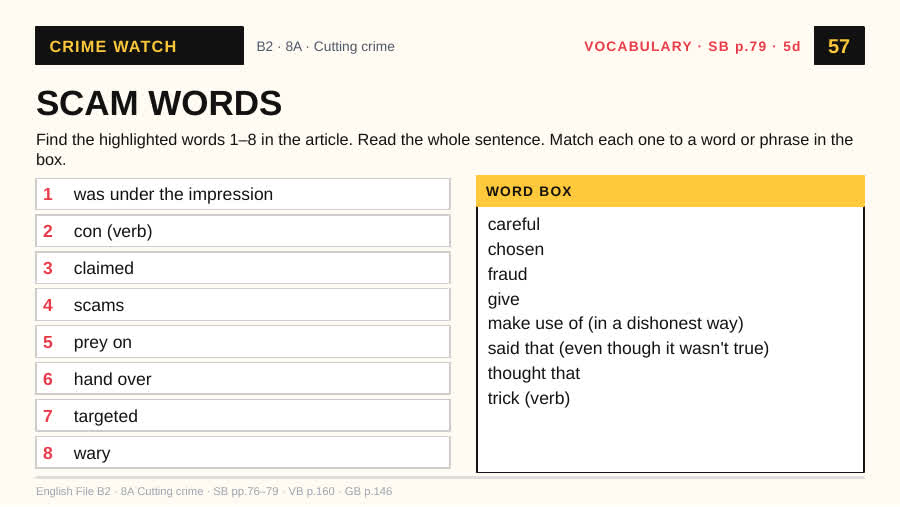 CRIME WATCH
B2 · 8A · Cutting crime
VOCABULARY · SB p.79 · 5d
57
SCAM WORDS
Find the highlighted words 1–8 in the article. Read the whole sentence. Match each one to a word or phrase in the
box.
1 was under the impression
2 con (verb)
3 claimed
4 scams
5 prey on
6 hand over
7 targeted
8 wary
WORD BOX
careful
chosen
fraud
give
make use of (in a dishonest way)
said that (even though it wasn't true)
thought that
trick (verb)
English File B2 · 8A Cutting crime · SB pp.76–79 · VB p.160 · GB p.146